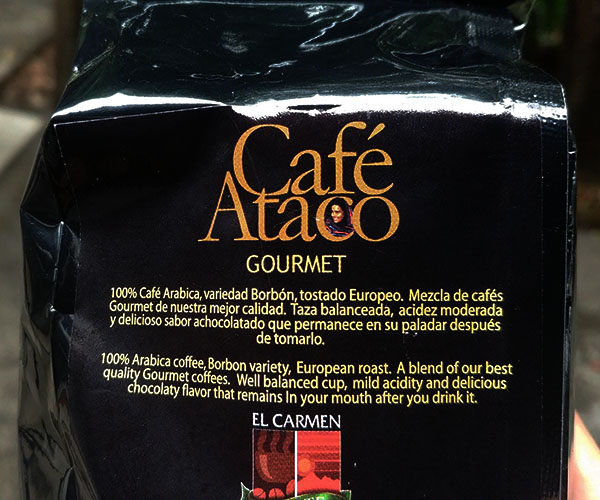 Café
Ataco
GOURMET
100% Café Arabica, variedad Borbón, tostado Europeo. Mezcla de cafés
Gourmet de nuestra mejor calidad. Taza balanceada, acidez moderada
y delicioso sabor achocolatado que permanece en su paladar después
de tomarlo.
100% Arabica coffee, Borbon variety, European roast. A blend of our best
quality Gourmet coffees. Well balanced cup, mild acidity and delicious
chocolaty flavor that remains In your mouth after you drink it.
EL CARMEN